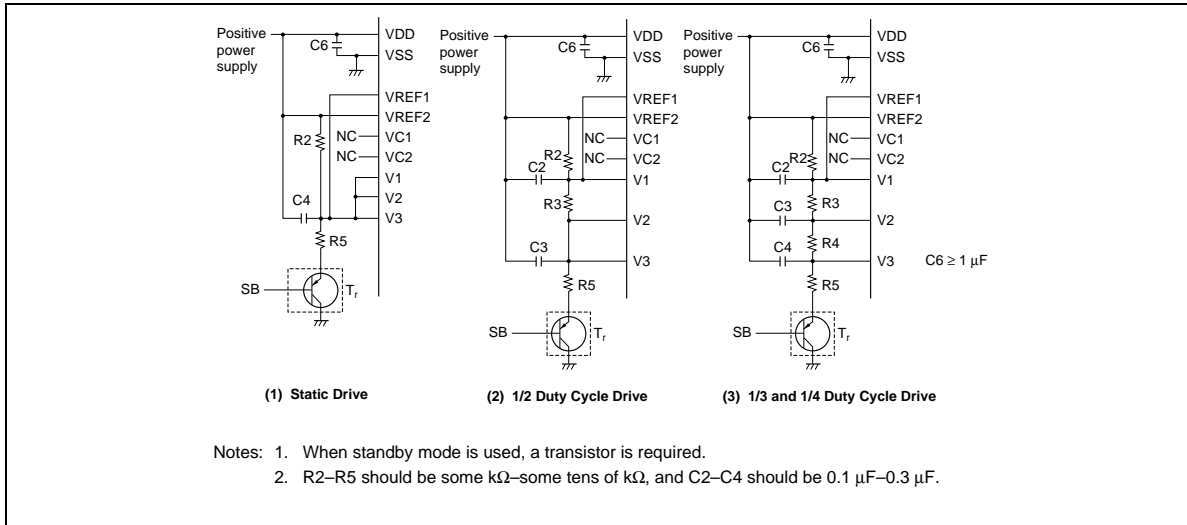 Positive
power
supply
C6
VDD
VSS
VREF1
VREF2
R2
NC
VC1
NC
VC2
V1
V2
C4
V3
R5
SB
Tr
(1) Static Drive
Positive
power
supply
C6
VDD
VSS
VREF1
VREF2
NC
VC1
R2
NC
VC2
C2
V1
R3
V2
C3
V3
R5
SB
Tr
(2) 1/2 Duty Cycle Drive
Positive
power
supply
C6
VDD
VSS
VREF1
VREF2
NC
VC1
R2
NC
VC2
C2
V1
C3
R3
V2
C4
R4
V3
C6 ≥ 1 μF
R5
SB
Tr
(3) 1/3 and 1/4 Duty Cycle Drive
Notes: 1. When standby mode is used, a transistor is required.
2. R2–R5 should be some kΩ–some tens of kΩ, and C2–C4 should be 0.1 μF–0.3 μF.